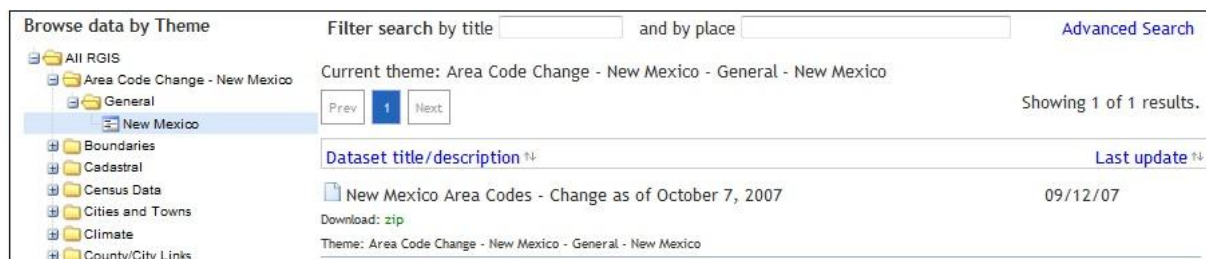 Browse data by Theme
All RGIS
Area Code Change - New Mexico
General
New Mexico
Boundaries
Cadastral
Census Data
Cities and Towns
Climate
County/City Links
Filter search by title and by place Advanced Search
Current theme: Area Code Change - New Mexico - General - New Mexico
Prev 1 Next Showing 1 of 1 results.
Dataset title/description Last update
New Mexico Area Codes - Change as of October 7, 2007 09/12/07
Download: zip
Theme: Area Code Change - New Mexico - General - New Mexico